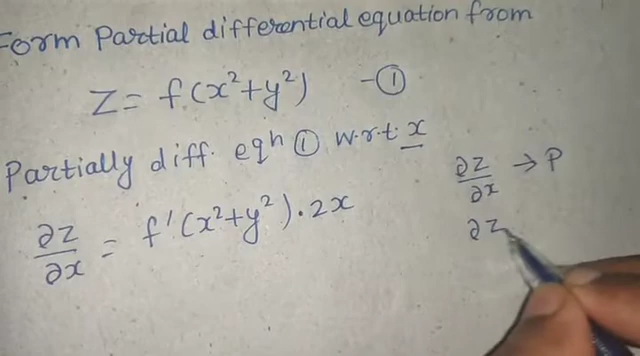 Form Partial differential equation from
Z = f(x²+y²) —①
Partially diff. eqn ① w.r.t. x
∂z/∂x = f'(x²+y²).2x
∂z/∂x → P
∂z